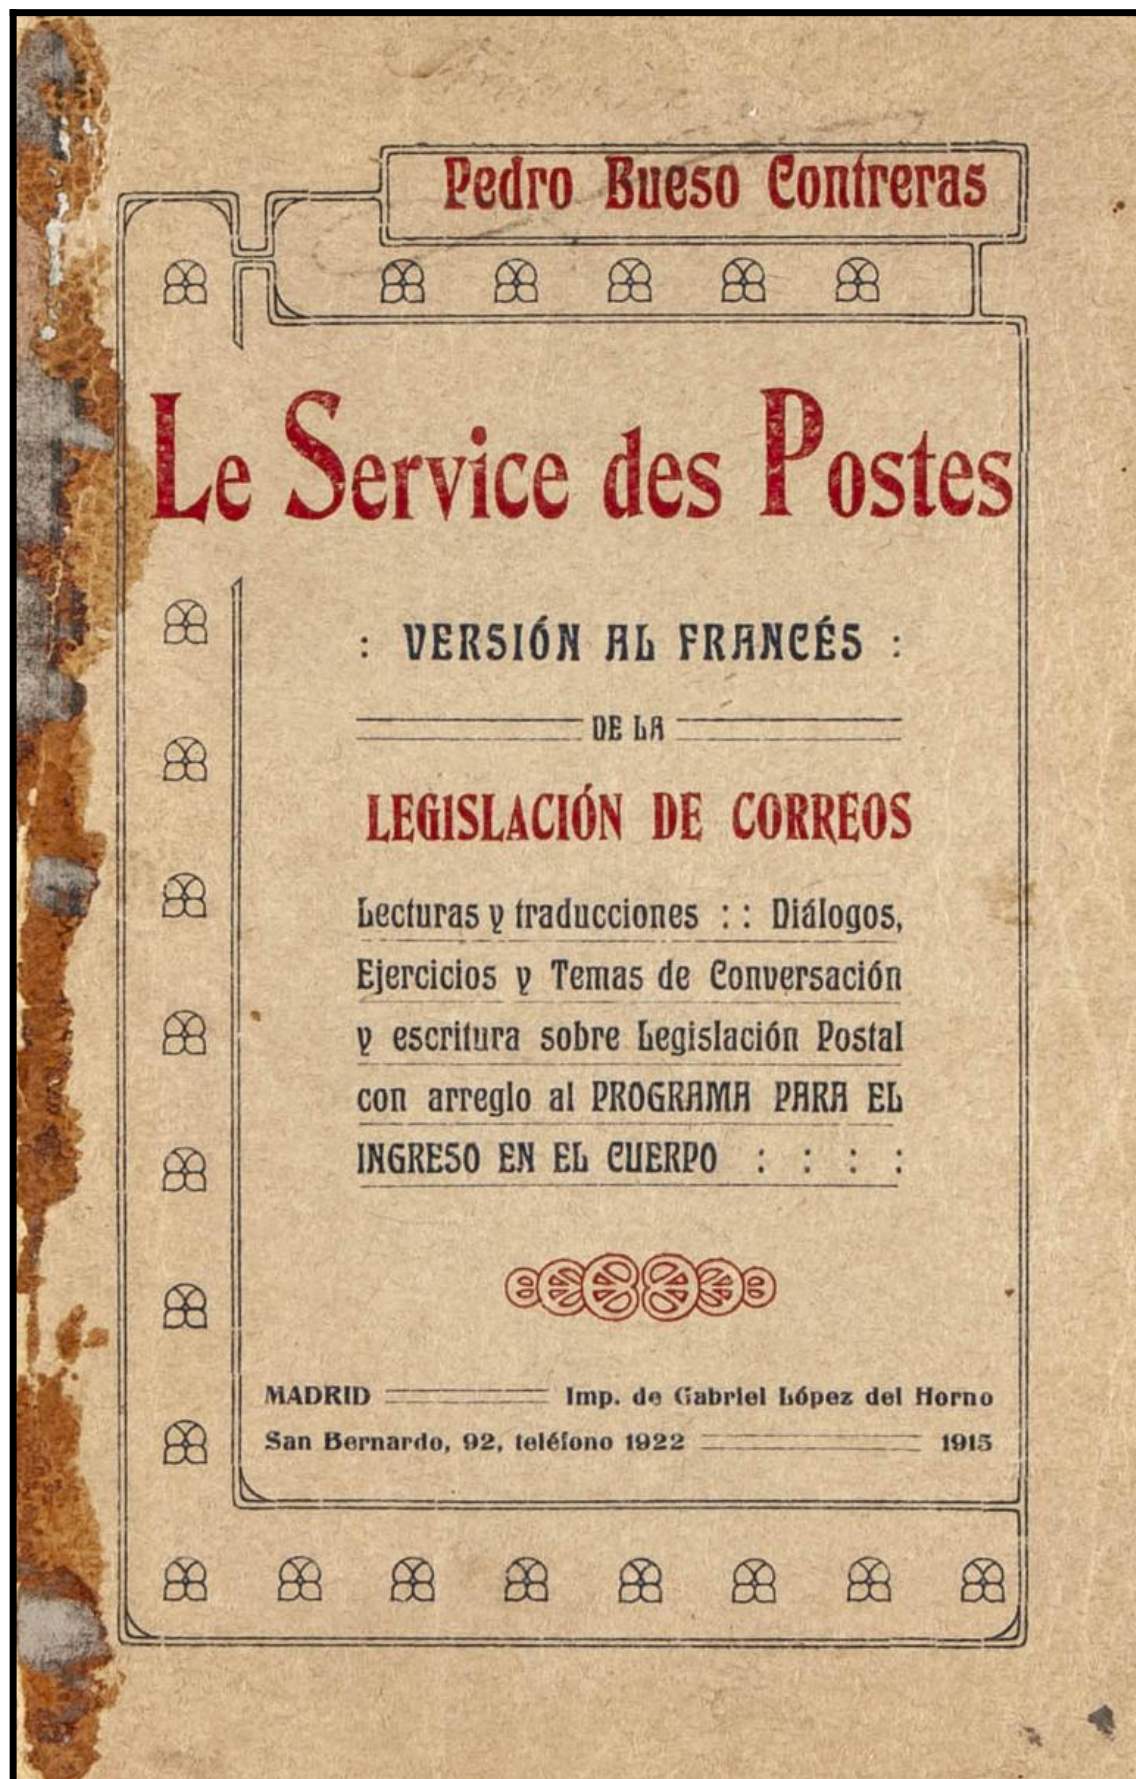 Pedro Bueso Contreras
Le Service des Postes
: VERSIÓN AL FRANCÉS :
DE LA
LEGISLACIÓN DE CORREOS
Lecturas y traducciones : : Diálogos,
Ejercicios y Temas de Conversación
y escritura sobre Legislación Postal
con arreglo al PROGRAMA PARA EL
INGRESO EN EL CUERPO : : : :
MADRID Imp. de Gabriel López del Horno
San Bernardo, 92, teléfono 1922 1915